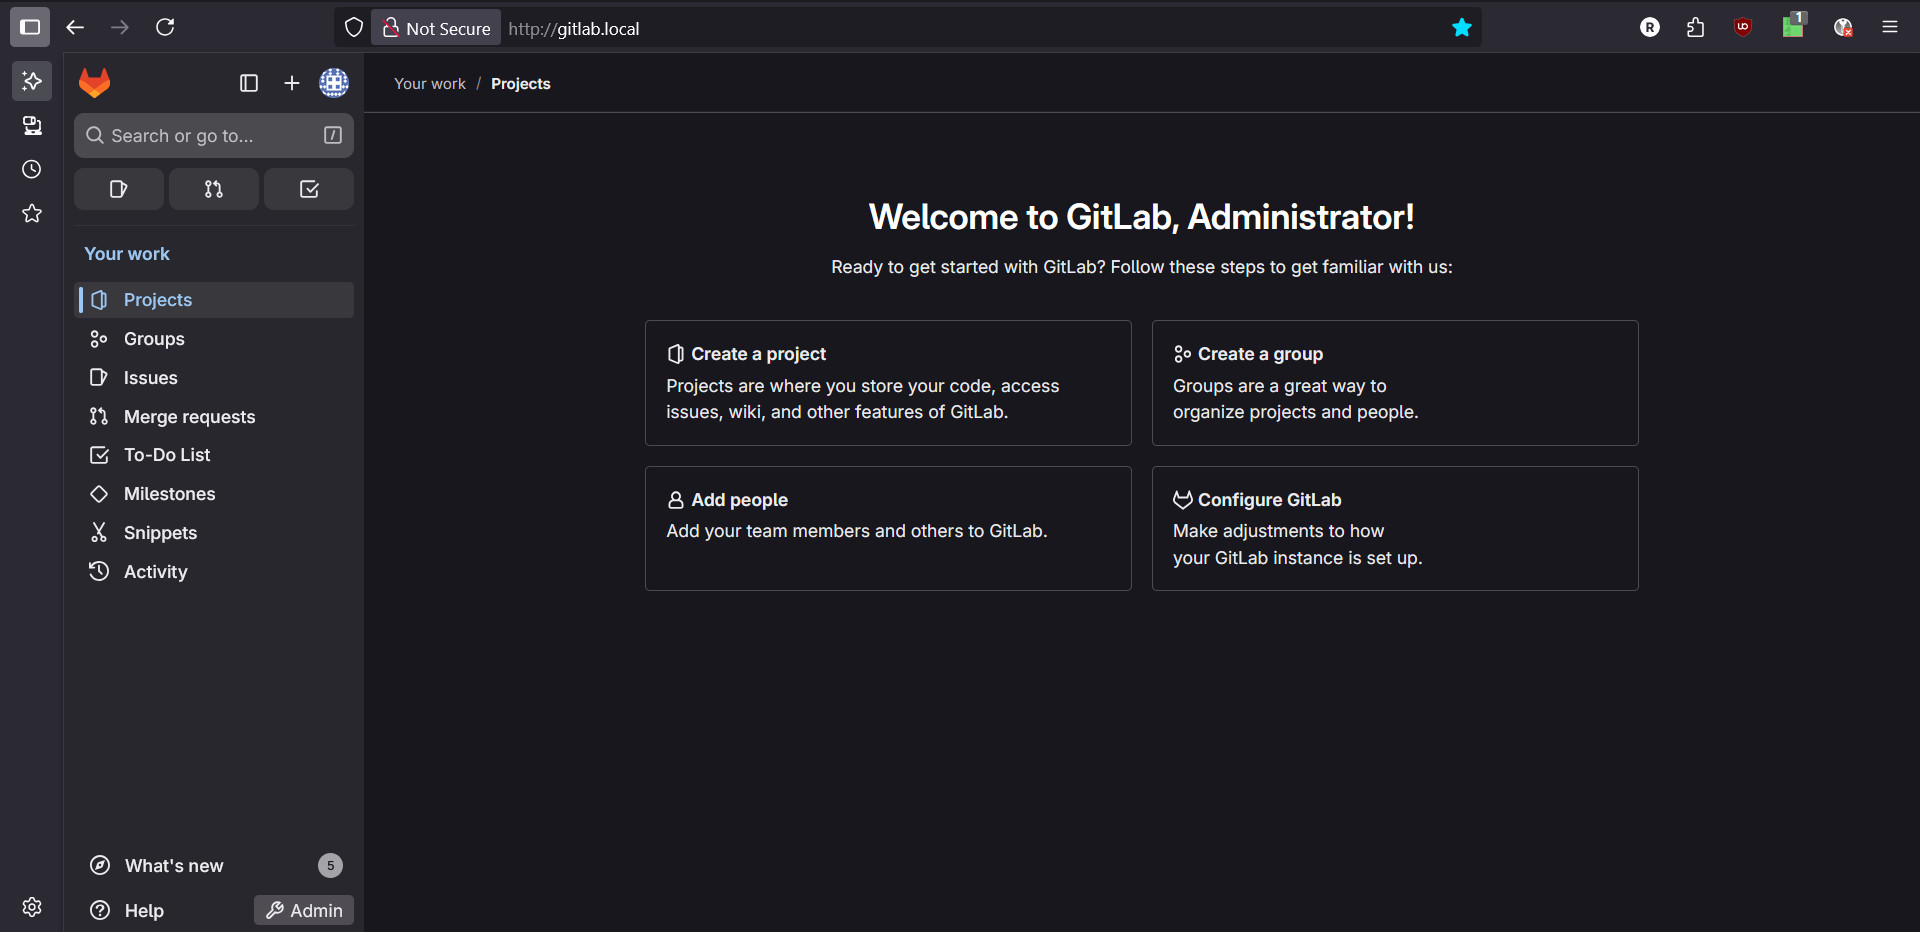 Not Secure
http://gitlab.local
R
1
Your work / Projects
Search or go to... /
Your work
Projects
Groups
Issues
Merge requests
To-Do List
Milestones
Snippets
Activity
What's new 5
Help
Admin
Welcome to GitLab, Administrator!
Ready to get started with GitLab? Follow these steps to get familiar with us:
Create a project
Projects are where you store your code, access
issues, wiki, and other features of GitLab.
Create a group
Groups are a great way to
organize projects and people.
Add people
Add your team members and others to GitLab.
Configure GitLab
Make adjustments to how
your GitLab instance is set up.